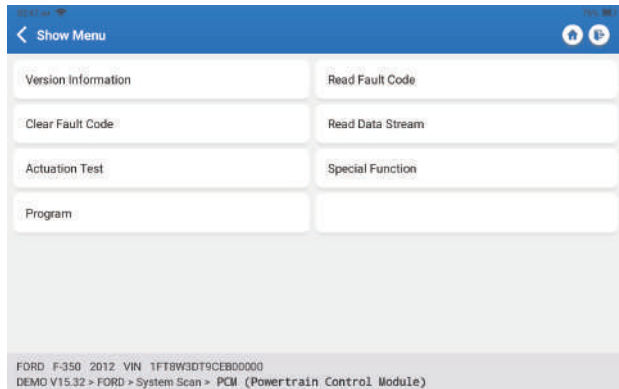 Show Menu
Version Information
Read Fault Code
Clear Fault Code
Read Data Stream
Actuation Test
Special Function
Program
FORD F-350 2012 VIN 1FT8W3DT9CEB00000
DEMO V15.32 > FORD > System Scan > PCM (Powertrain Control Module)